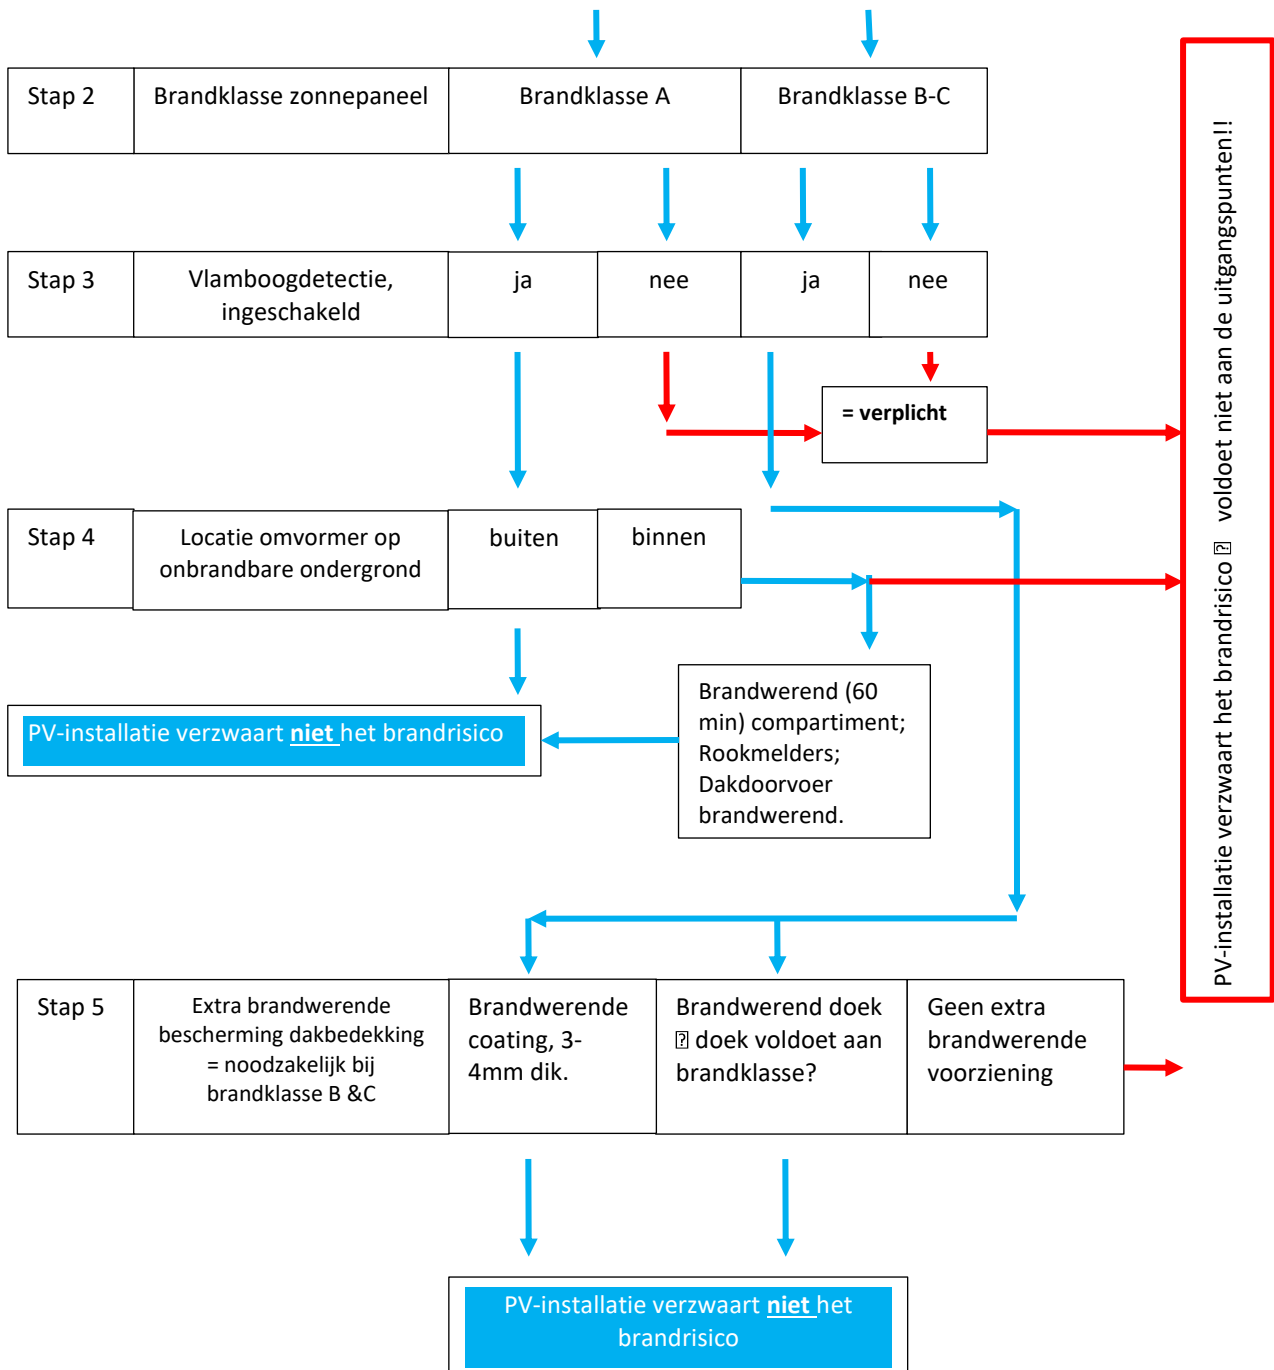 Stap 2
Brandklasse zonnepaneel
Brandklasse A
Brandklasse B-C
Stap 3
Vlamboogdetectie,
ingeschakeld
ja
nee
ja
nee
= verplicht
Stap 4
Locatie omvormer op
onbrandbare ondergrond
buiten
binnen
PV-installatie verzwaart niet het brandrisico
Brandwerend (60
min) compartiment;
Rookmelders;
Dakdoorvoer
brandwerend.
Stap 5
Extra brandwerende
bescherming dakbedekking
= noodzakelijk bij
brandklasse B &C
Brandwerende
coating, 3-
4mm dik.
Brandwerend doek
⍰ doek voldoet aan
brandklasse?
Geen extra
brandwerende
voorziening
PV-installatie verzwaart niet het
brandrisico
PV-installatie verzwaart het brandrisico ⍰ voldoet niet aan de uitgangspunten!!